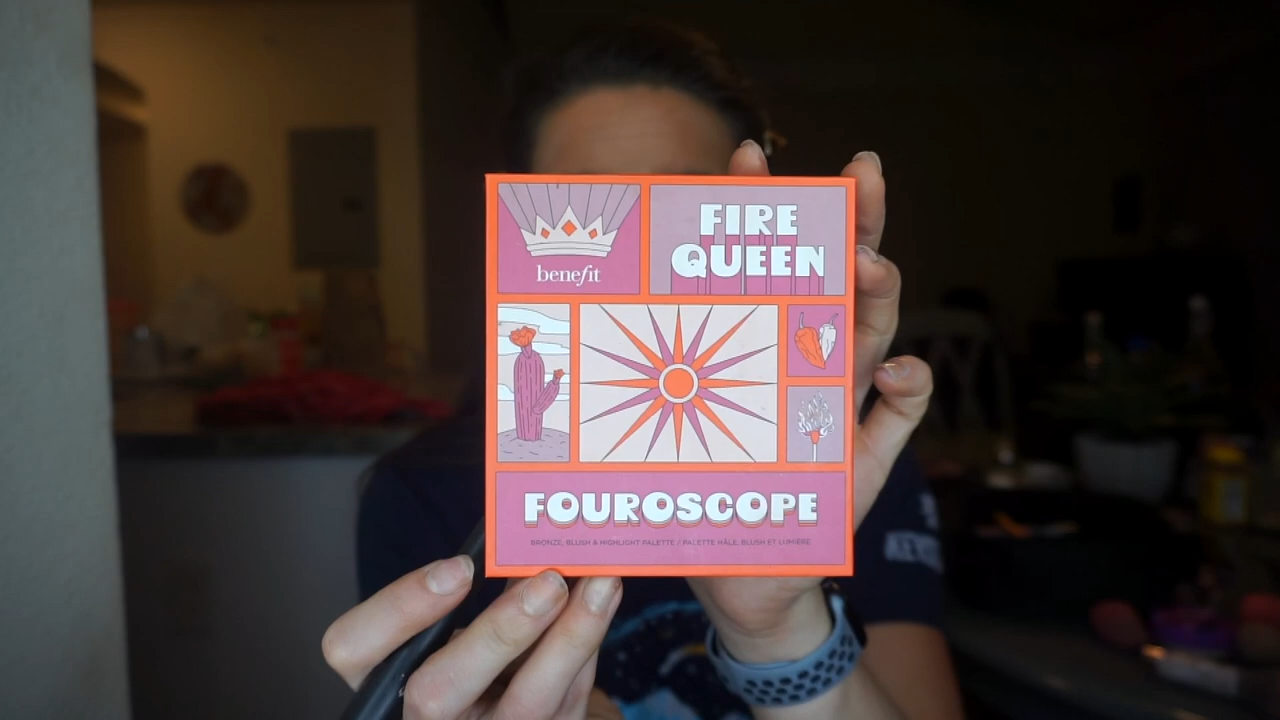 benefit
FIRE
QUEEN
FOUROSCOPE
BRONZE, BLUSH & HIGHLIGHT PALETTE / PALETTE HÂLE, BLUSH ET LUMIÈRE